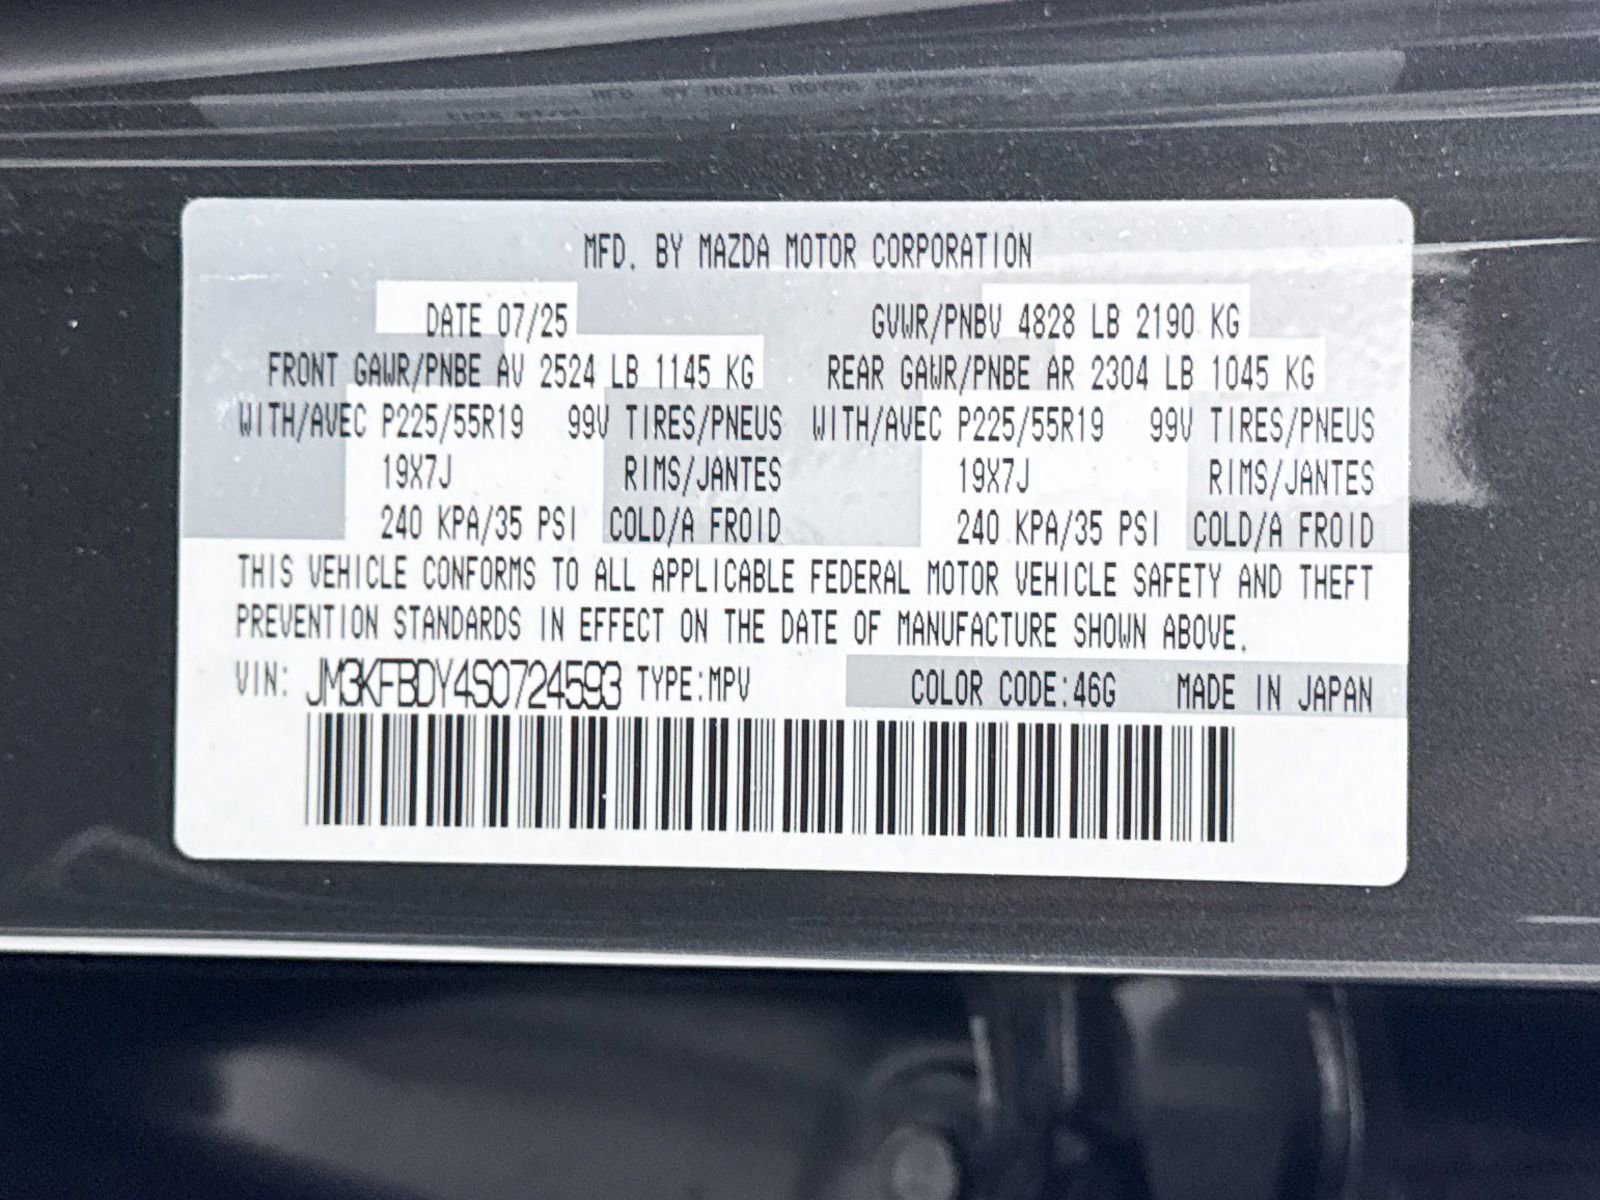 MFD. BY MAZDA MOTOR CORPORATION
DATE 07/25 GVWR/PNBV 4828 LB 2190 KG
FRONT GAWR/PNBE AV 2524 LB 1145 KG REAR GAWR/PNBE AR 2304 LB 1045 KG
WITH/AVEC P225/55R19 99V TIRES/PNEUS WITH/AVEC P225/55R19 99V TIRES/PNEUS
19X7J RIMS/JANTES 19X7J RIMS/JANTES
240 KPA/35 PSI COLD/A FROID 240 KPA/35 PSI COLD/A FROID
THIS VEHICLE CONFORMS TO ALL APPLICABLE FEDERAL MOTOR VEHICLE SAFETY AND THEFT
PREVENTION STANDARDS IN EFFECT ON THE DATE OF MANUFACTURE SHOWN ABOVE.
VIN: JM3KFBDY4S0724593 TYPE:MPV COLOR CODE:46G MADE IN JAPAN